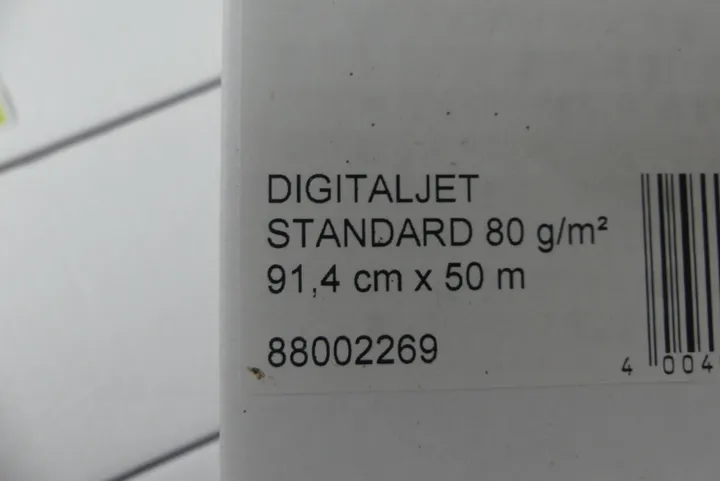 DIGITALJET
STANDARD 80 g/m²
91,4 cm x 50 m
88002269
4 004